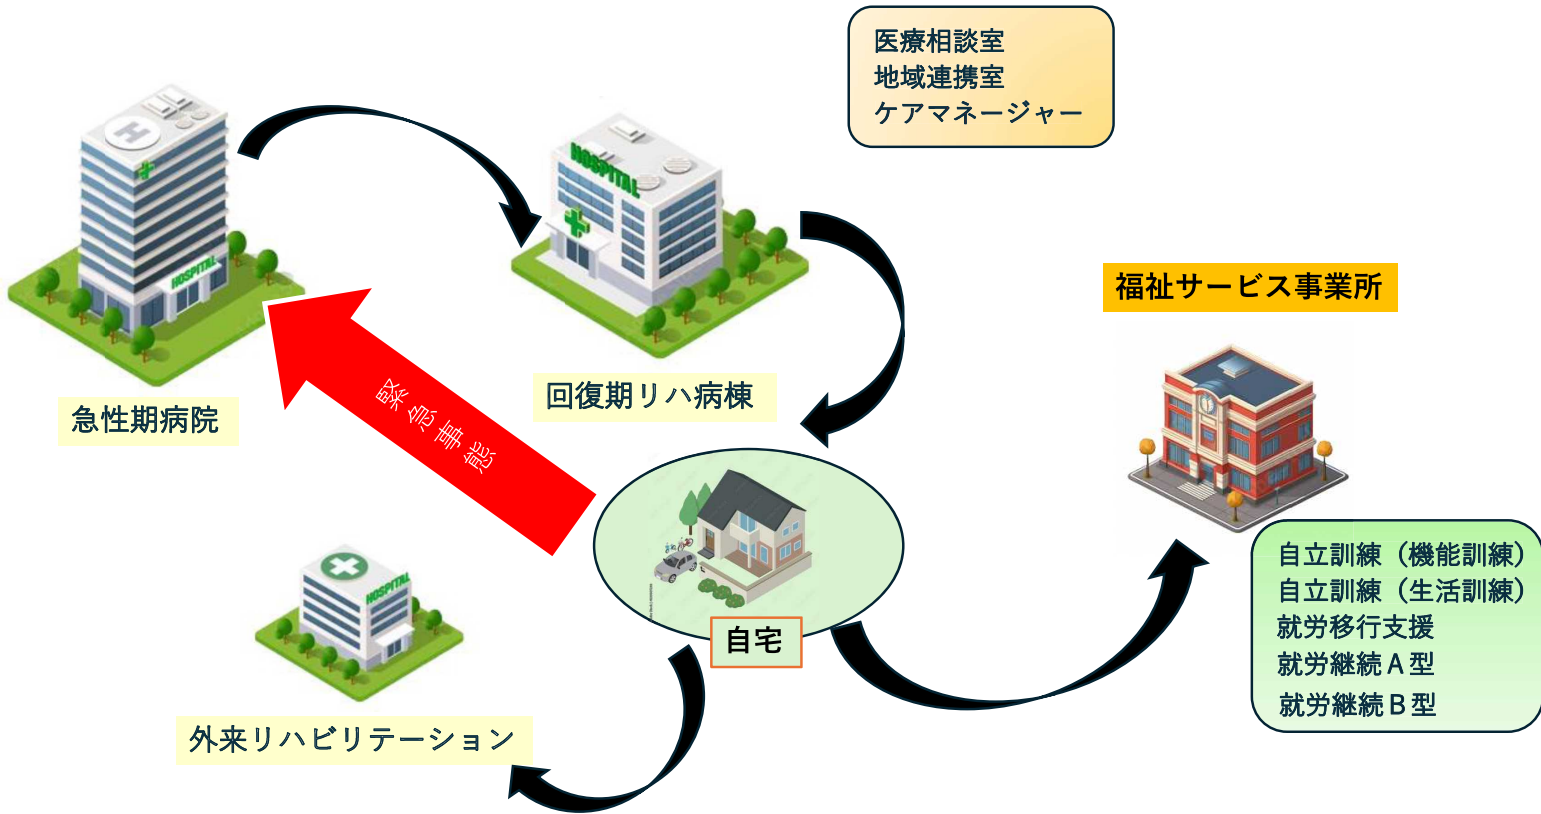 医療相談室
地域連携室
ケアマネージャー
HOSPITAL
H
HOSPITAL
福祉サービス事業所
急性期病院
回復期リハ病棟
緊急事態
自立訓練（機能訓練）
自立訓練（生活訓練）
就労移行支援
就労継続Ａ型
就労継続Ｂ型
HOSPITAL
自宅
外来リハビリテーション